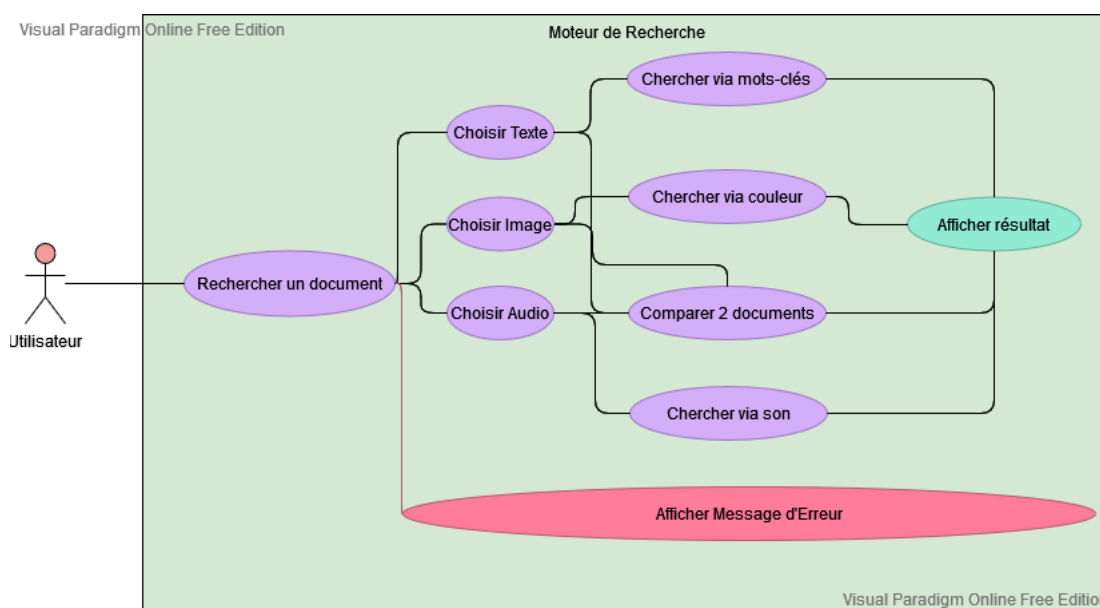 Visual Paradigm Online Free Edition
Moteur de Recherche
Chercher via mots-clés
Choisir Texte
Chercher via couleur
Choisir Image
Afficher résultat
Rechercher un document
Choisir Audio
Comparer 2 documents
Utilisateur
Chercher via son
Afficher Message d'Erreur
Visual Paradigm Online Free Editio